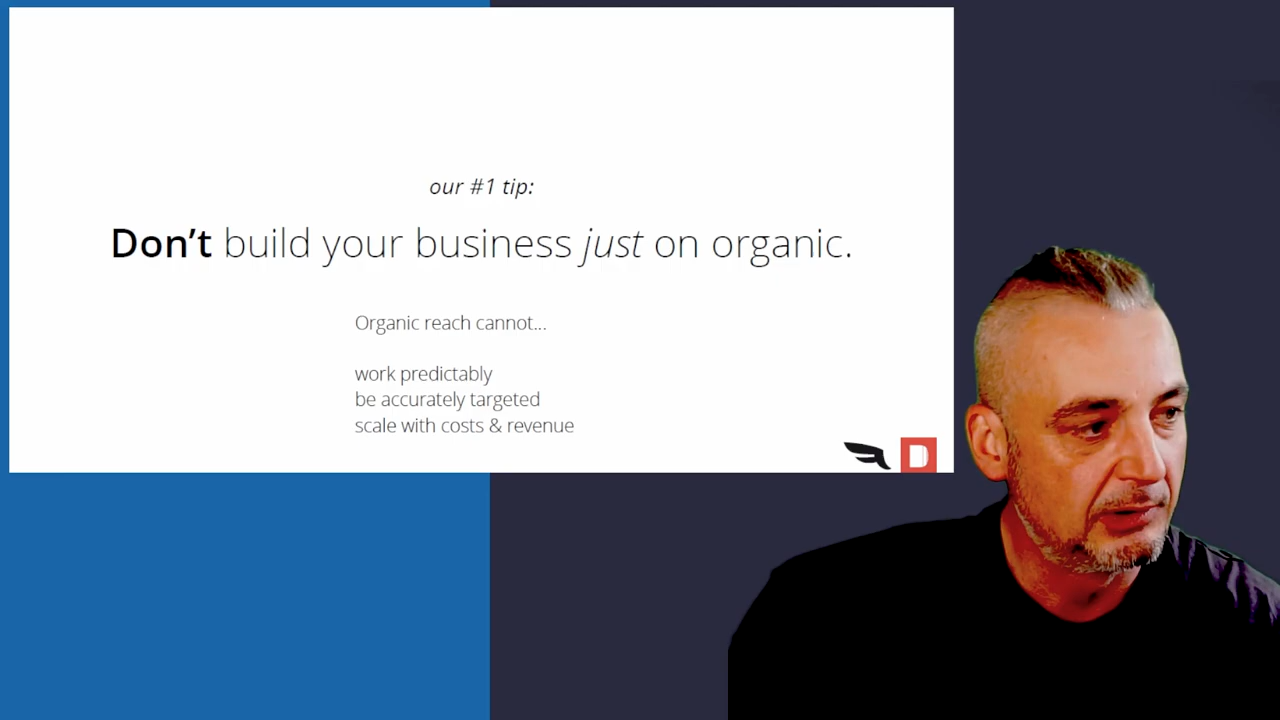 our #1 tip:
Don’t build your business just on organic.
Organic reach cannot...
work predictably
be accurately targeted
scale with costs & revenue
D